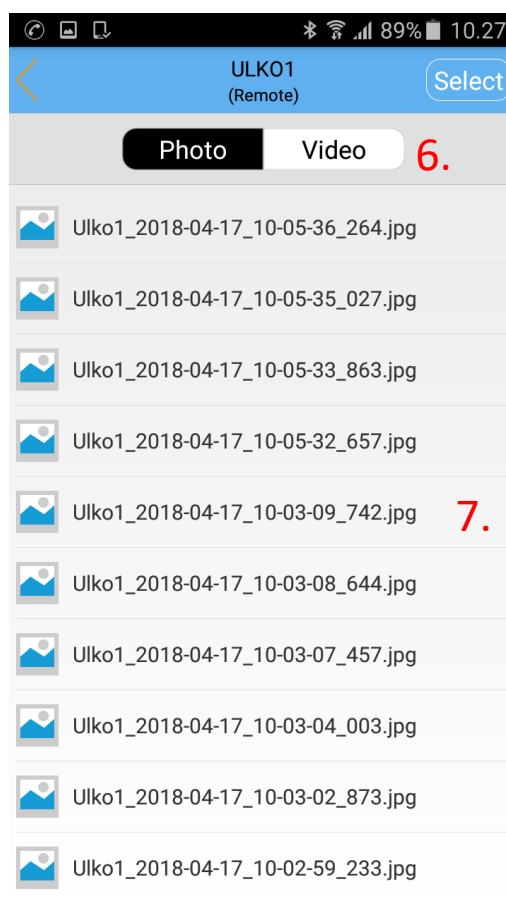 89% 10.27
ULKO1
(Remote)
Select
Photo Video 6.
Ulko1_2018-04-17_10-05-36_264.jpg
Ulko1_2018-04-17_10-05-35_027.jpg
Ulko1_2018-04-17_10-05-33_863.jpg
Ulko1_2018-04-17_10-05-32_657.jpg
Ulko1_2018-04-17_10-03-09_742.jpg 7.
Ulko1_2018-04-17_10-03-08_644.jpg
Ulko1_2018-04-17_10-03-07_457.jpg
Ulko1_2018-04-17_10-03-04_003.jpg
Ulko1_2018-04-17_10-03-02_873.jpg
Ulko1_2018-04-17_10-02-59_233.jpg